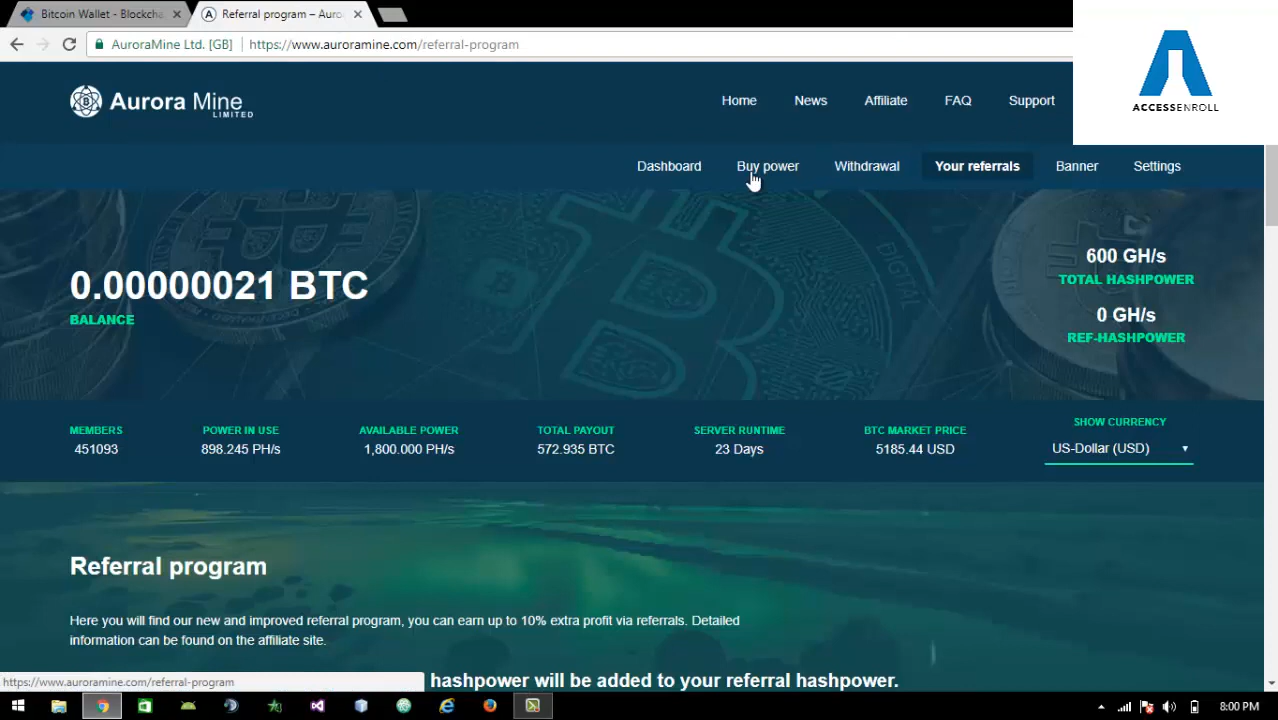 Bitcoin Wallet - Blockcha
Referral program – Auro
AuroraMine Ltd. [GB]
https://www.auroramine.com/referral-program
ACCESSENROLL
Aurora Mine
LIMITED
Home
News
Affiliate
FAQ
Support
Dashboard
Buy power
Withdrawal
Your referrals
Banner
Settings
0.00000021 BTC
BALANCE
600 GH/s
TOTAL HASHPOWER
0 GH/s
REF-HASHPOWER
MEMBERS
451093
POWER IN USE
898.245 PH/s
AVAILABLE POWER
1,800.000 PH/s
TOTAL PAYOUT
572.935 BTC
SERVER RUNTIME
23 Days
BTC MARKET PRICE
5185.44 USD
SHOW CURRENCY
US-Dollar (USD)
Referral program
Here you will find our new and improved referral program, you can earn up to 10% extra profit via referrals. Detailed
information can be found on the affiliate site.
hashpower will be added to your referral hashpower.
https://www.auroramine.com/referral-program
8:00 PM